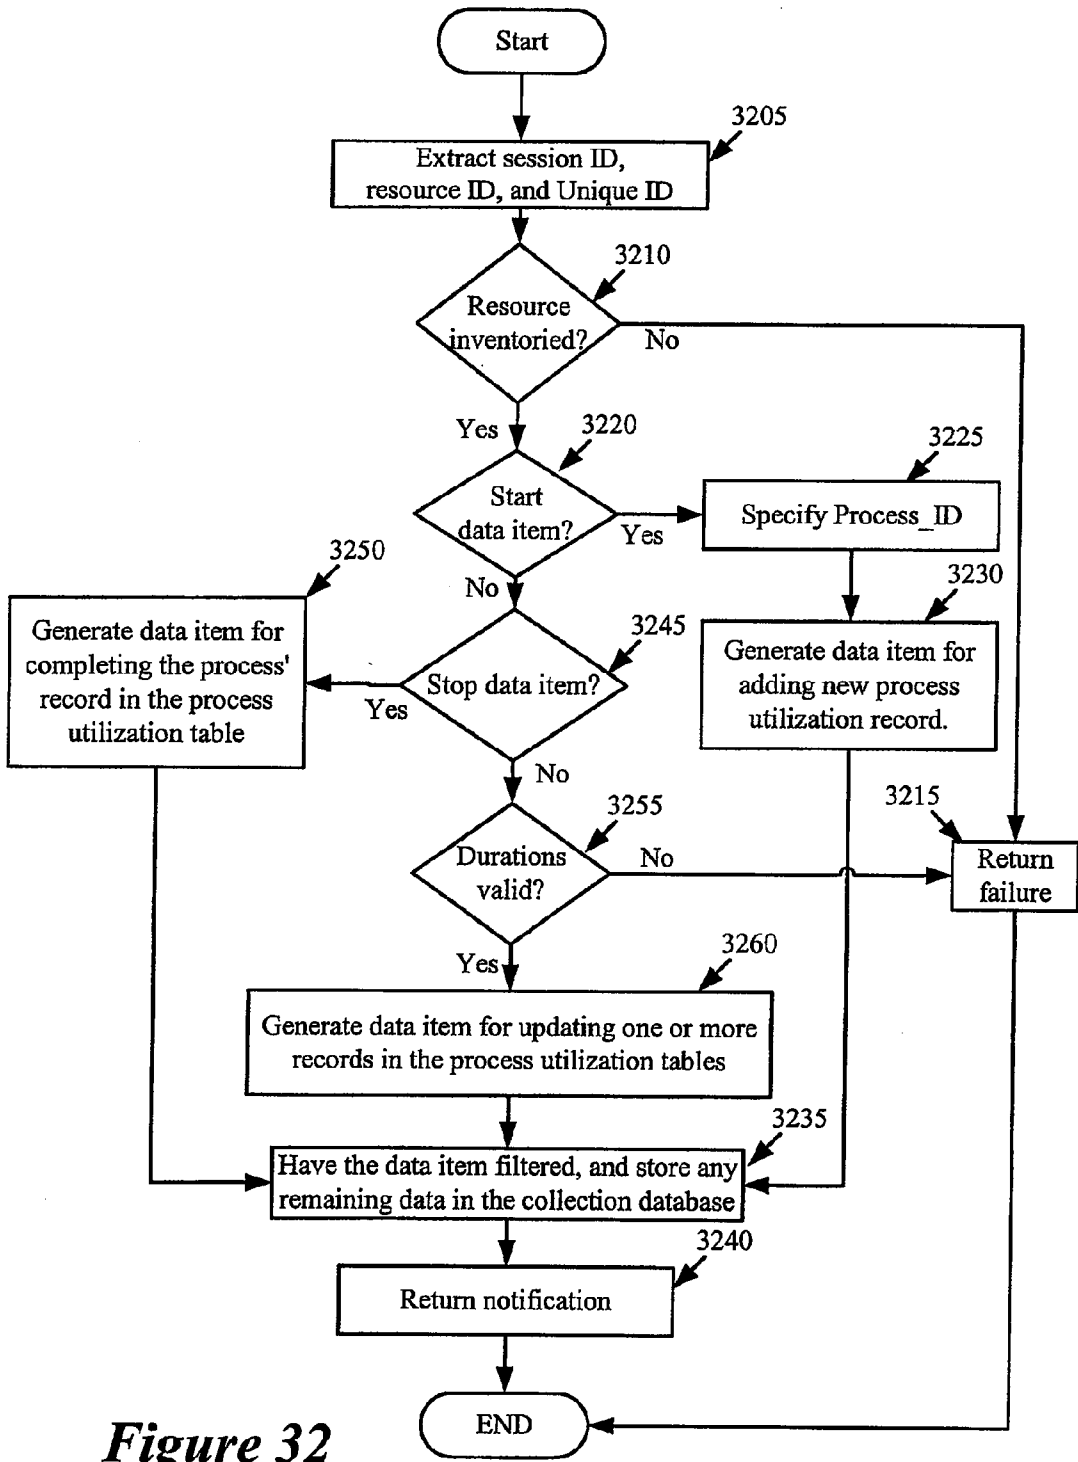 Start
3205
Extract session ID,
resource ID, and Unique ID
3210
Resource
inventoried?
No
Yes
3220
3225
Start
data item?
Yes
Specify Process_ID
3250
No
3230
Generate data item for
completing the process'
record in the process
utilization table
3245
Stop data item?
Yes
Generate data item for
adding new process
utilization record.
No
3215
3255
Durations
valid?
No
Return
failure
Yes
3260
Generate data item for updating one or more
records in the process utilization tables
3235
Have the data item filtered, and store any
remaining data in the collection database
3240
Return notification
END
Figure 32